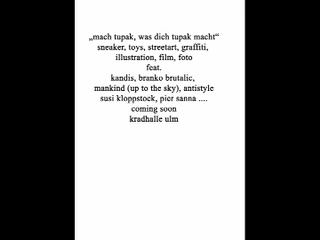 „mach tupak, was dich tupak macht“
sneaker, toys, streetart, graffiti,
illustration, film, foto
feat.
kandis, branko brutalic,
mankind (up to the sky), antistyle
susi kloppstock, pier sanna ....
coming soon
kradhalle ulm